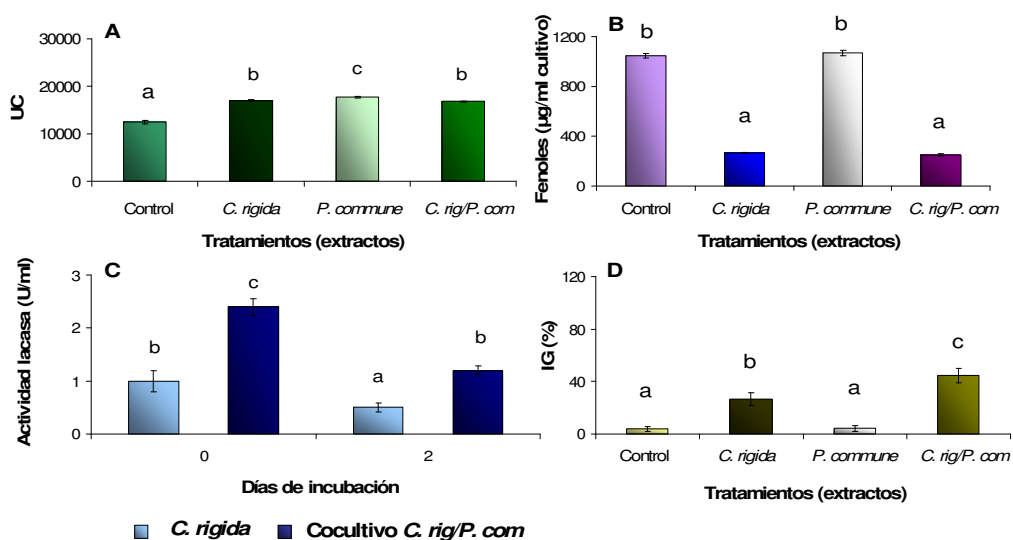 A
UC
30000
20000
10000
0
a
b
c
b
Control
C. rigida
P. commune
C. rig/P. com
Tratamientos (extractos)
B
Fenoles (µg/ml cultivo)
1200
800
400
0
b
a
b
a
Control
C. rigida
P. commune
C. rig/P. com
Tratamientos (extractos)
C
Actividad lacasa (U/ml)
3
2
1
0
b
c
a
b
0
2
Días de incubación
D
IG (%)
120
80
40
0
a
b
a
c
Control
C. rigida
P. commune
C. rig/P. com
Tratamientos (extractos)
C. rigida
Cocultivo C. rig/P. com